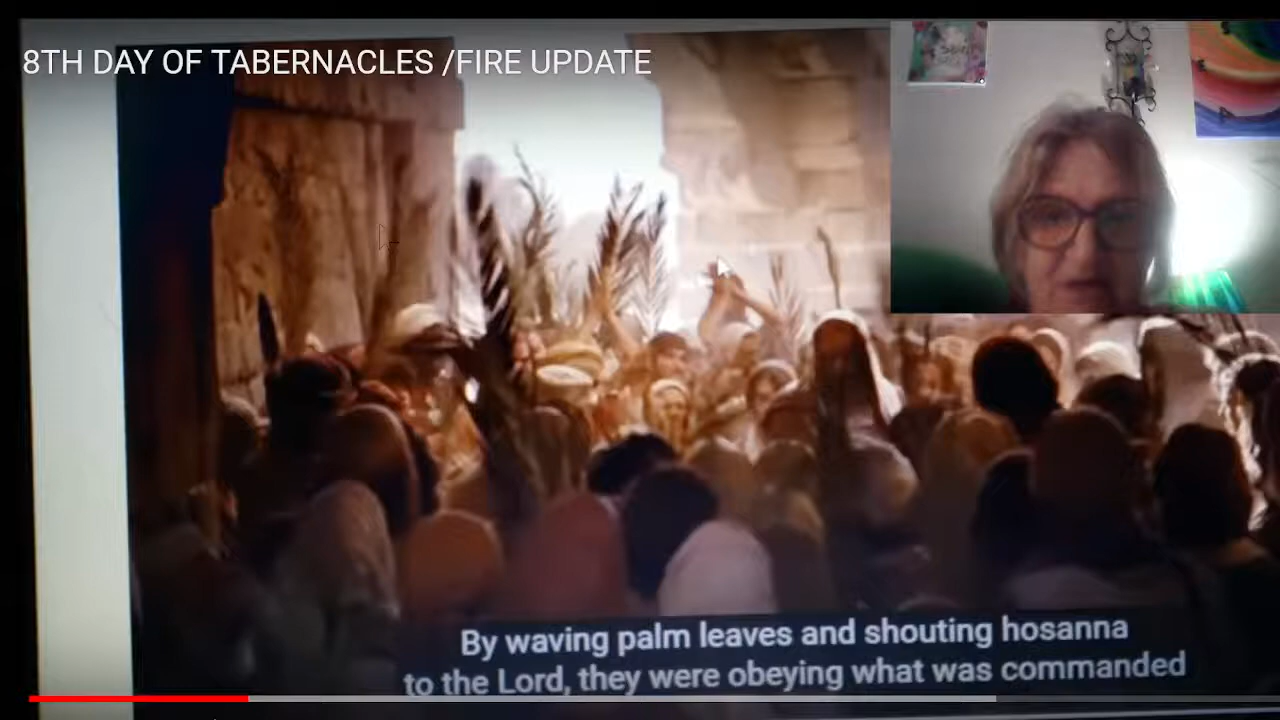 8TH DAY OF TABERNACLES /FIRE UPDATE
By waving palm leaves and shouting hosanna
to the Lord, they were obeying what was commanded